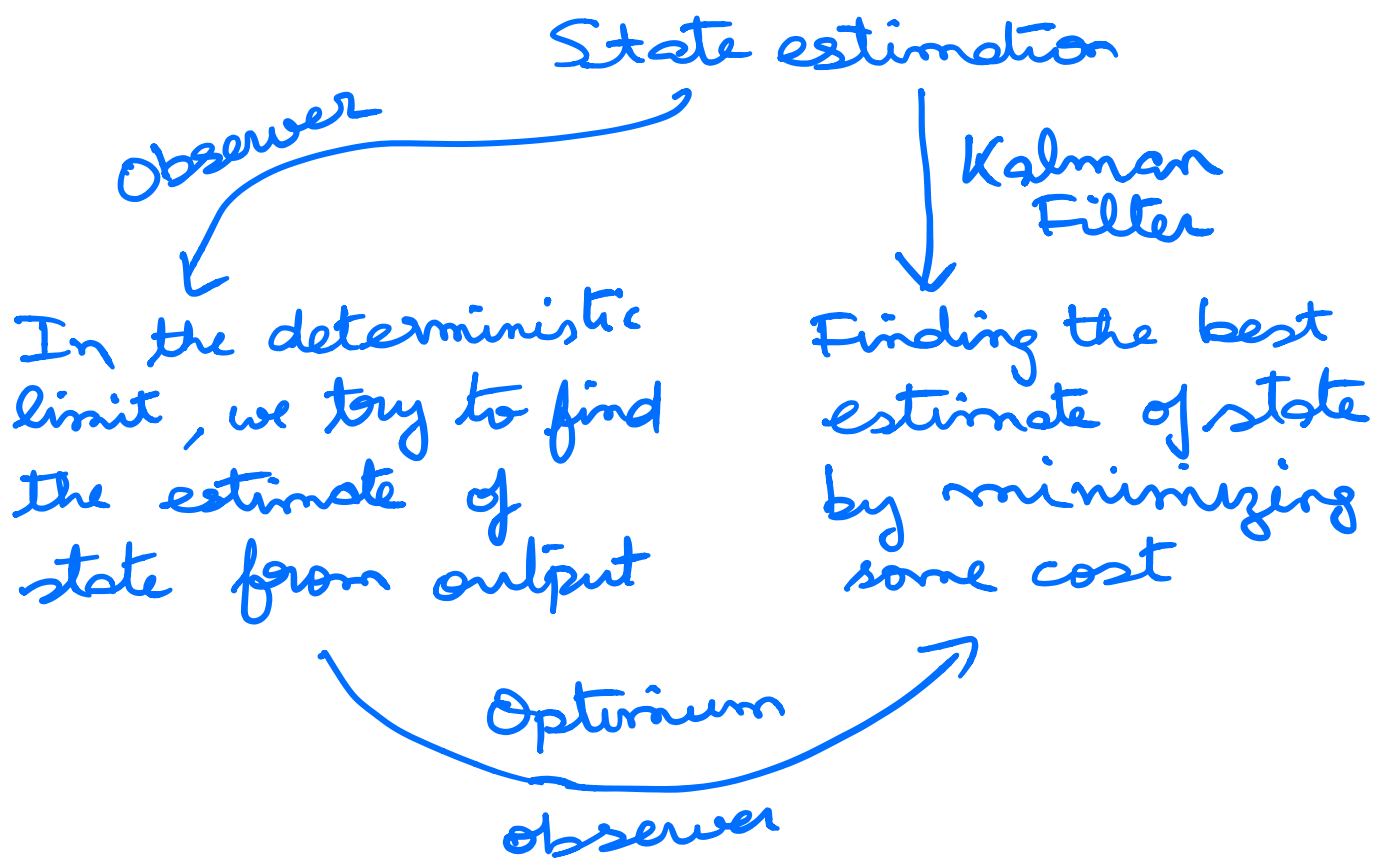 State estimation
Observer
Kalman
Filter
In the deterministic
limit, we try to find
the estimate of
state from output
Finding the best
estimate of state
by minimizing
some cost
Optimum
observer